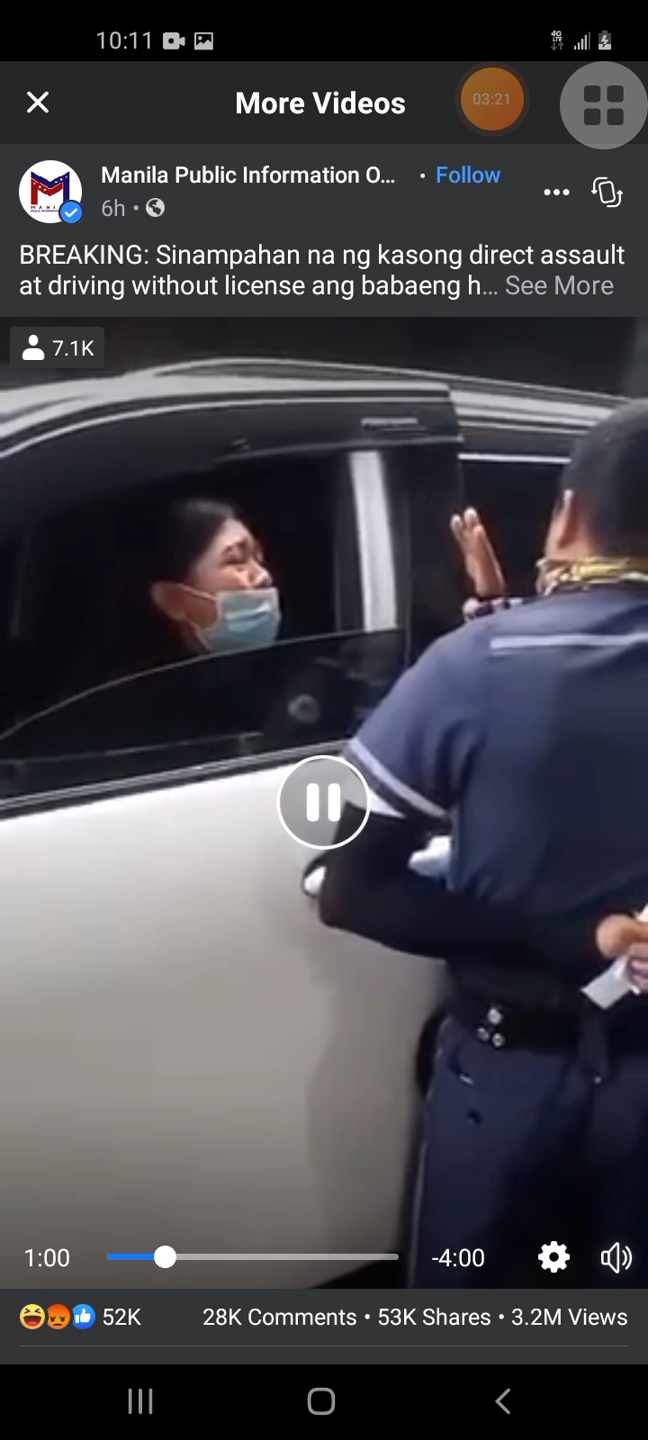 10:11
4G
LTE
More Videos
03:21
Manila Public Information O... • Follow
6h •
BREAKING: Sinampahan na ng kasong direct assault
at driving without license ang babaeng h... See More
7.1K
1:00
-4:00
52K
28K Comments • 53K Shares • 3.2M Views